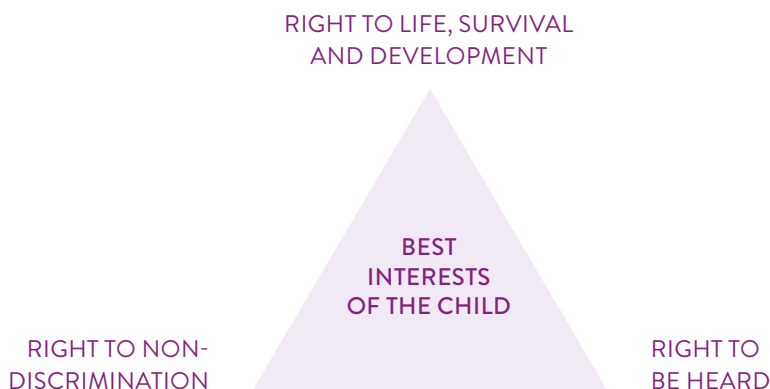 RIGHT TO LIFE, SURVIVAL
AND DEVELOPMENT
BEST
INTERESTS
OF THE CHILD
RIGHT TO NON-
DISCRIMINATION
RIGHT TO
BE HEARD